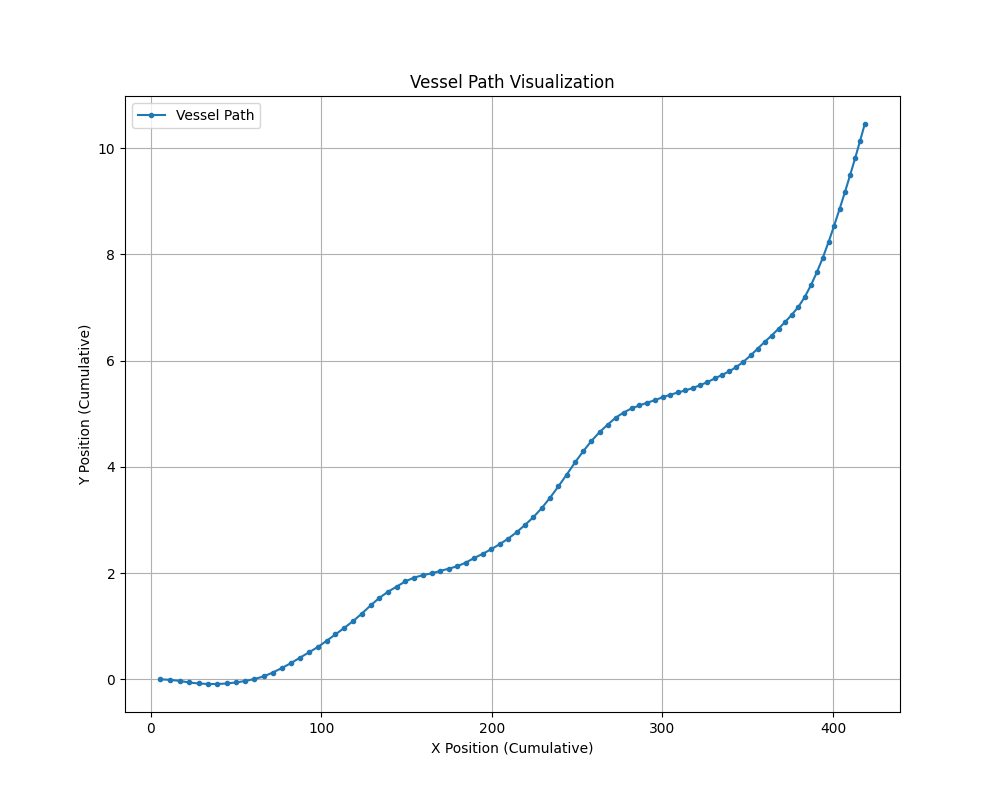 Vessel Path Visualization
Vessel Path
Y Position (Cumulative)
10
8
6
4
2
0
0 100 200 300 400
X Position (Cumulative)